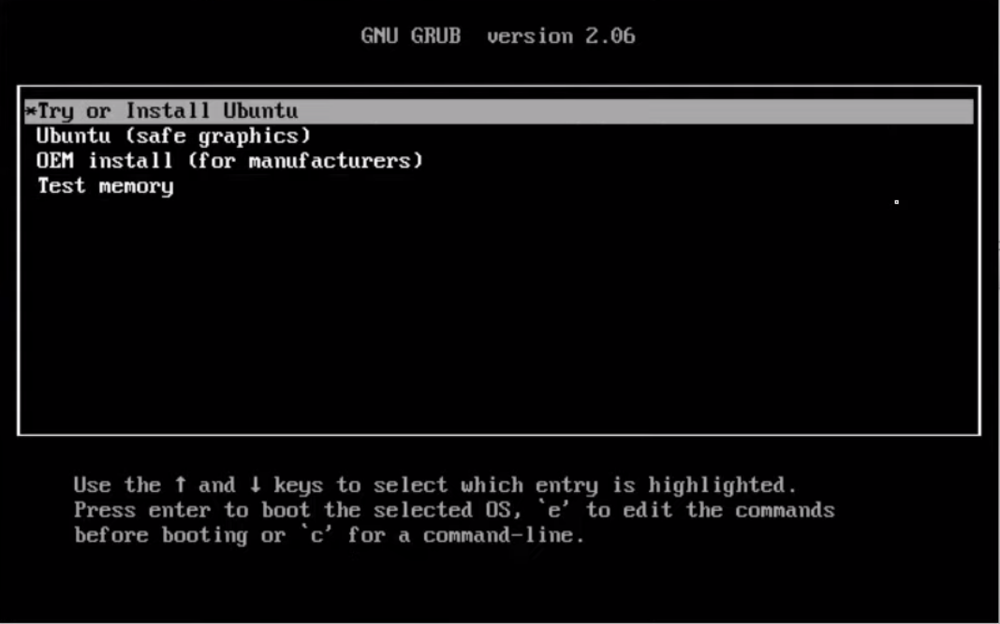 GNU GRUB  version 2.06
*Try or Install Ubuntu
Ubuntu (safe graphics)
OEM install (for manufacturers)
Test memory
Use the ↑ and ↓ keys to select which entry is highlighted.
Press enter to boot the selected OS, `e' to edit the commands
before booting or `c' for a command-line.